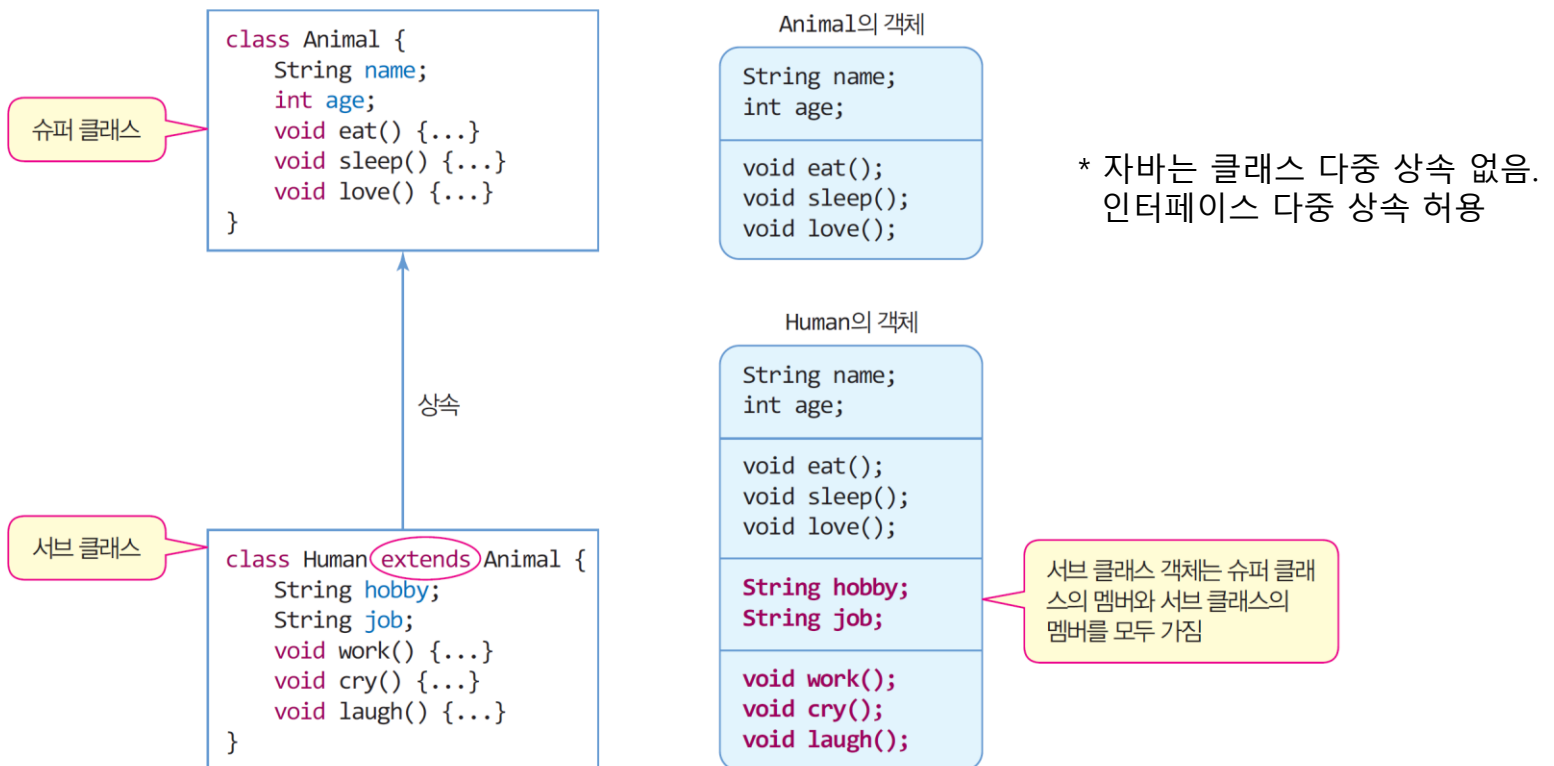 class Animal {
String name;
int age;
void eat() {...}
void sleep() {...}
void love() {...}
}
슈퍼 클래스
상속
서브 클래스
class Human extends Animal {
String hobby;
String job;
void work() {...}
void cry() {...}
void laugh() {...}
}
Animal의 객체
String name;
int age;
void eat();
void sleep();
void love();
Human의 객체
String name;
int age;
void eat();
void sleep();
void love();
String hobby;
String job;
void work();
void cry();
void laugh();
* 자바는 클래스 다중 상속 없음.
인터페이스 다중 상속 허용
서브 클래스 객체는 슈퍼 클래
스의 멤버와 서브 클래스의
멤버를 모두 가짐